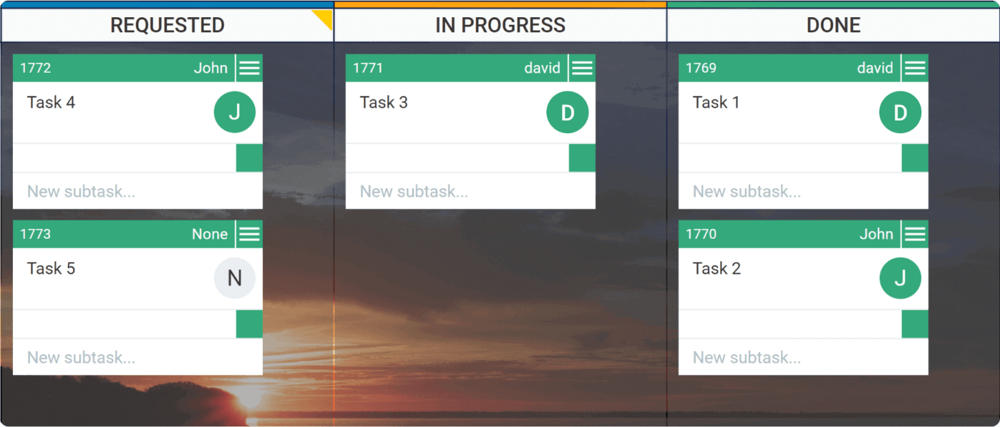 REQUESTED
IN PROGRESS
DONE
1772 John
Task 4
J
New subtask...
1773 None
Task 5
N
New subtask...
1771 david
Task 3
D
New subtask...
1769 david
Task 1
D
New subtask...
1770 John
Task 2
J
New subtask...